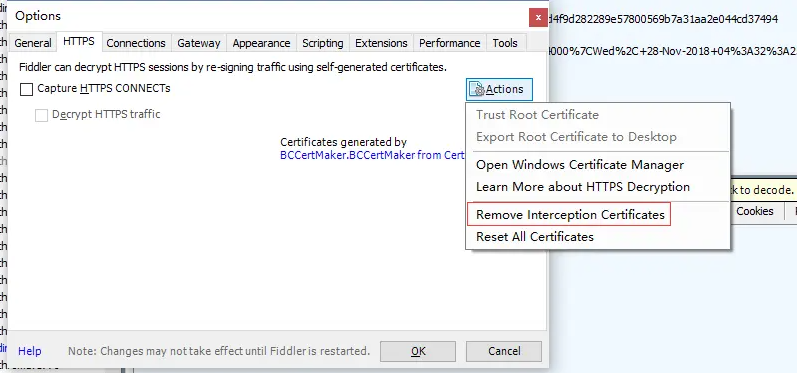 Options
x
d4f9d282289e57800569b7a31aa2e044cd37494
General HTTPS Connections Gateway Appearance Scripting Extensions Performance Tools
4000%7CWed%2C+28-Nov-2018+04%3A32%3A2
Fiddler can decrypt HTTPS sessions by re-signing traffic using self-generated certificates.
Capture HTTPS CONNECTs
Actions
Decrypt HTTPS traffic
Trust Root Certificate
Export Root Certificate to Desktop
Certificates generated by
BCCertMaker.BCCertMaker from Cert
Open Windows Certificate Manager
Learn More about HTTPS Decryption
ck to decode.
Remove Interception Certificates
Cookies
Reset All Certificates
Help
Note: Changes may not take effect until Fiddler is restarted.
OK
Cancel